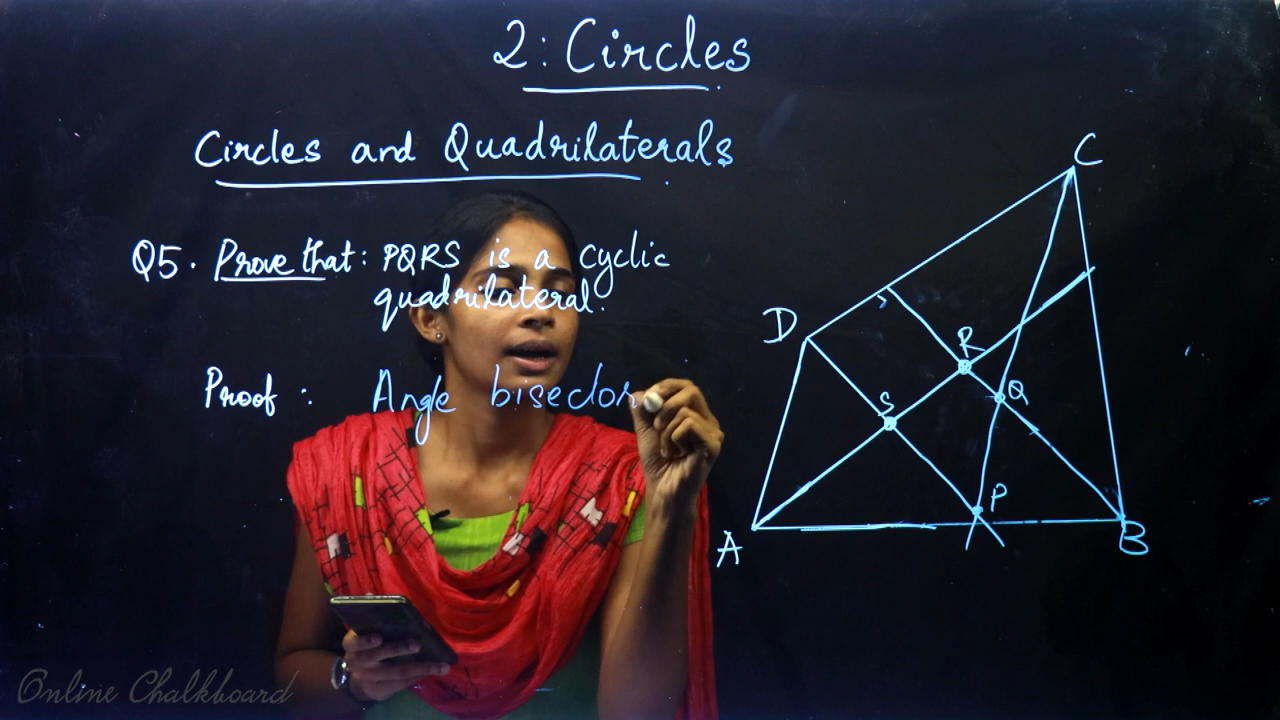 2: Circles
Circles and Quadrilaterals
Q5. Prove that: PQRS is a cyclic
quadrilateral.
Proof : Angle bisector
C
D
R
S
Q
P
A
B
Online Chalkboard